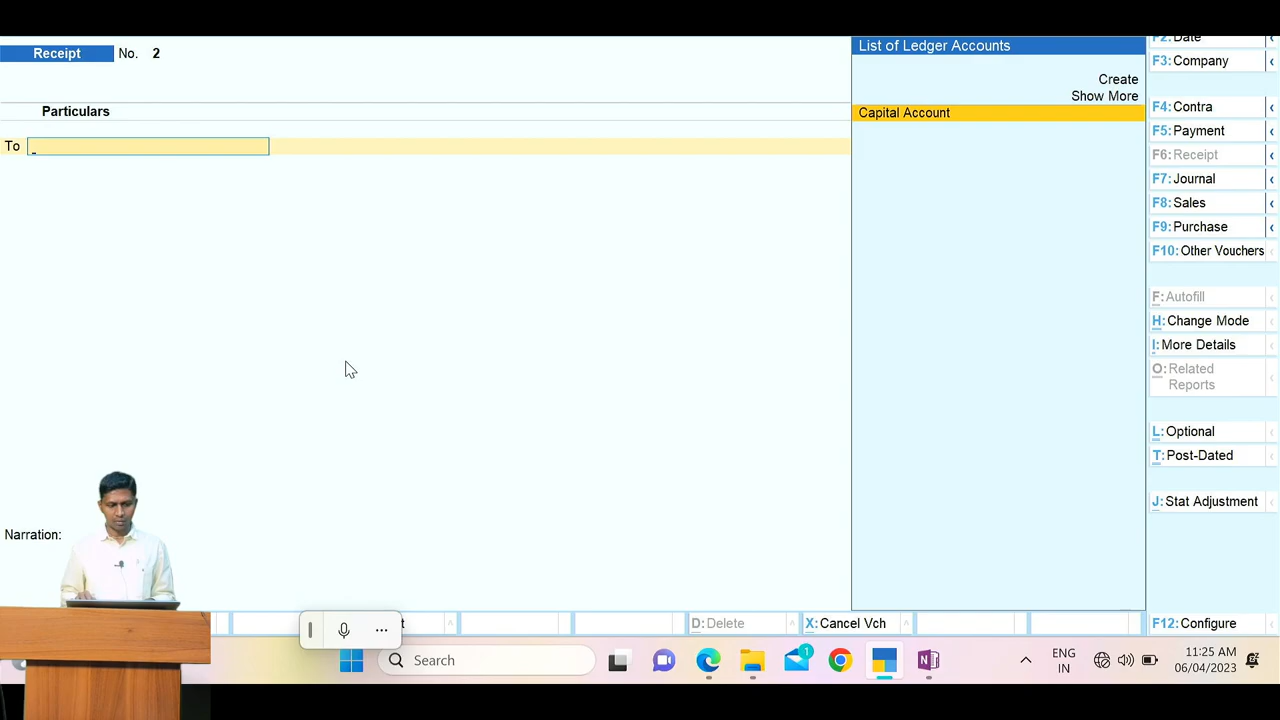 Receipt No. 2
Particulars
To
Narration:
List of Ledger Accounts
Create
Show More
Capital Account
F2: Date
F3: Company
F4: Contra
F5: Payment
F6: Receipt
F7: Journal
F8: Sales
F9: Purchase
F10: Other Vouchers
F: Autofill
H: Change Mode
I: More Details
O: Related
Reports
L: Optional
T: Post-Dated
J: Stat Adjustment
D: Delete
X: Cancel Vch
F12: Configure
Search
1
ENG
IN
11:25 AM
06/04/2023